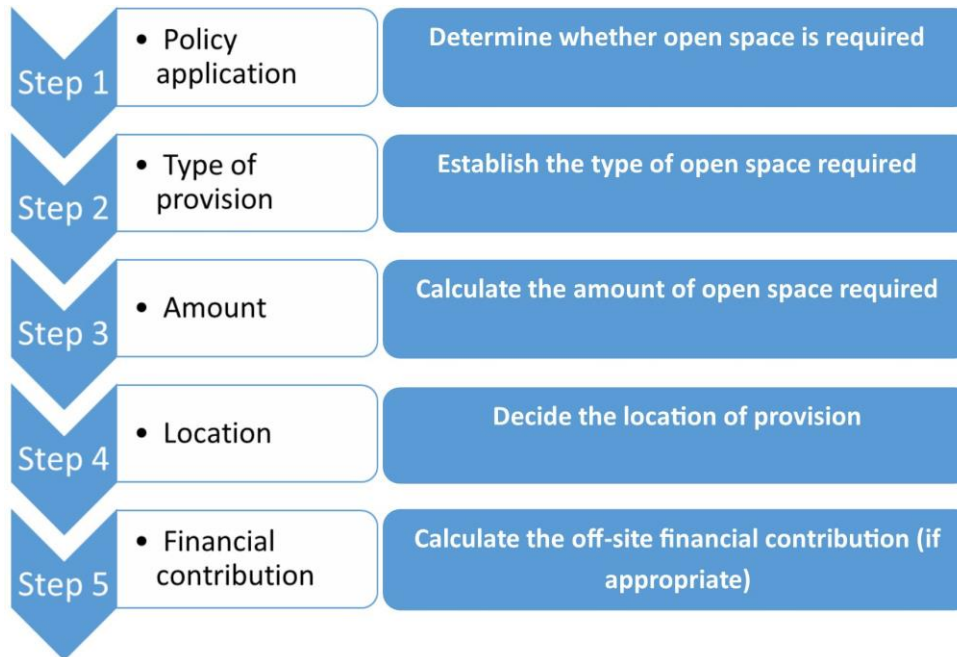 Step 1
• Policy
application
Determine whether open space is required
Step 2
• Type of
provision
Establish the type of open space required
Step 3
• Amount
Calculate the amount of open space required
Step 4
• Location
Decide the location of provision
Step 5
• Financial
contribution
Calculate the off-site financial contribution (if
appropriate)